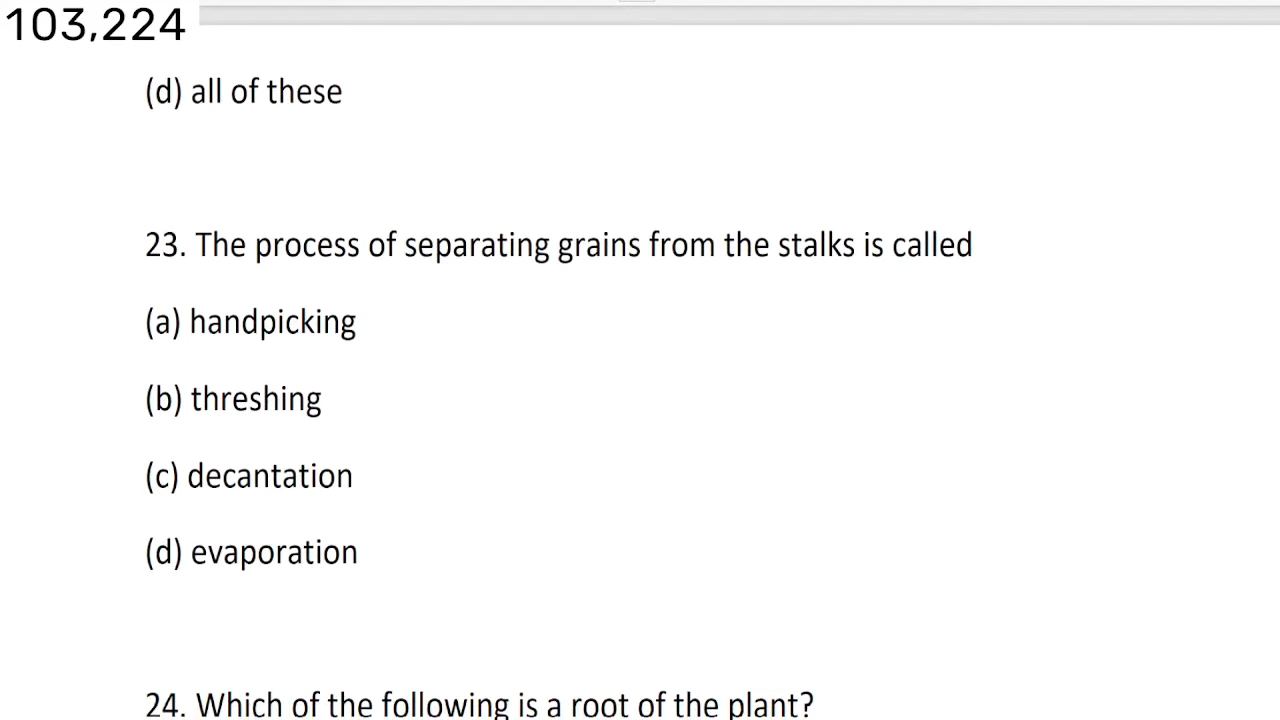 103,224
(d) all of these
23. The process of separating grains from the stalks is called
(a) handpicking
(b) threshing
(c) decantation
(d) evaporation
24. Which of the following is a root of the plant?